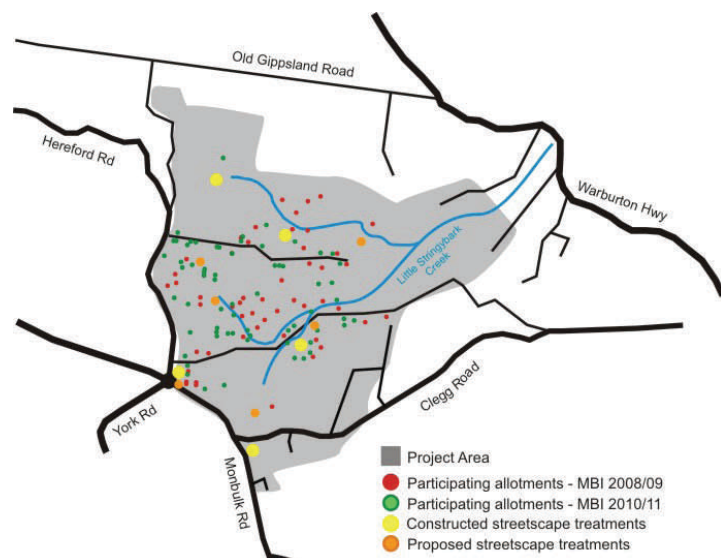 Old Gippsland Road
Hereford Rd
Warburton Hwy
Little Stringybark
Creek
York Rd
Monbulk Rd
Clegg Road
Project Area
Participating allotments - MBI 2008/09
Participating allotments - MBI 2010/11
Constructed streetscape treatments
Proposed streetscape treatments